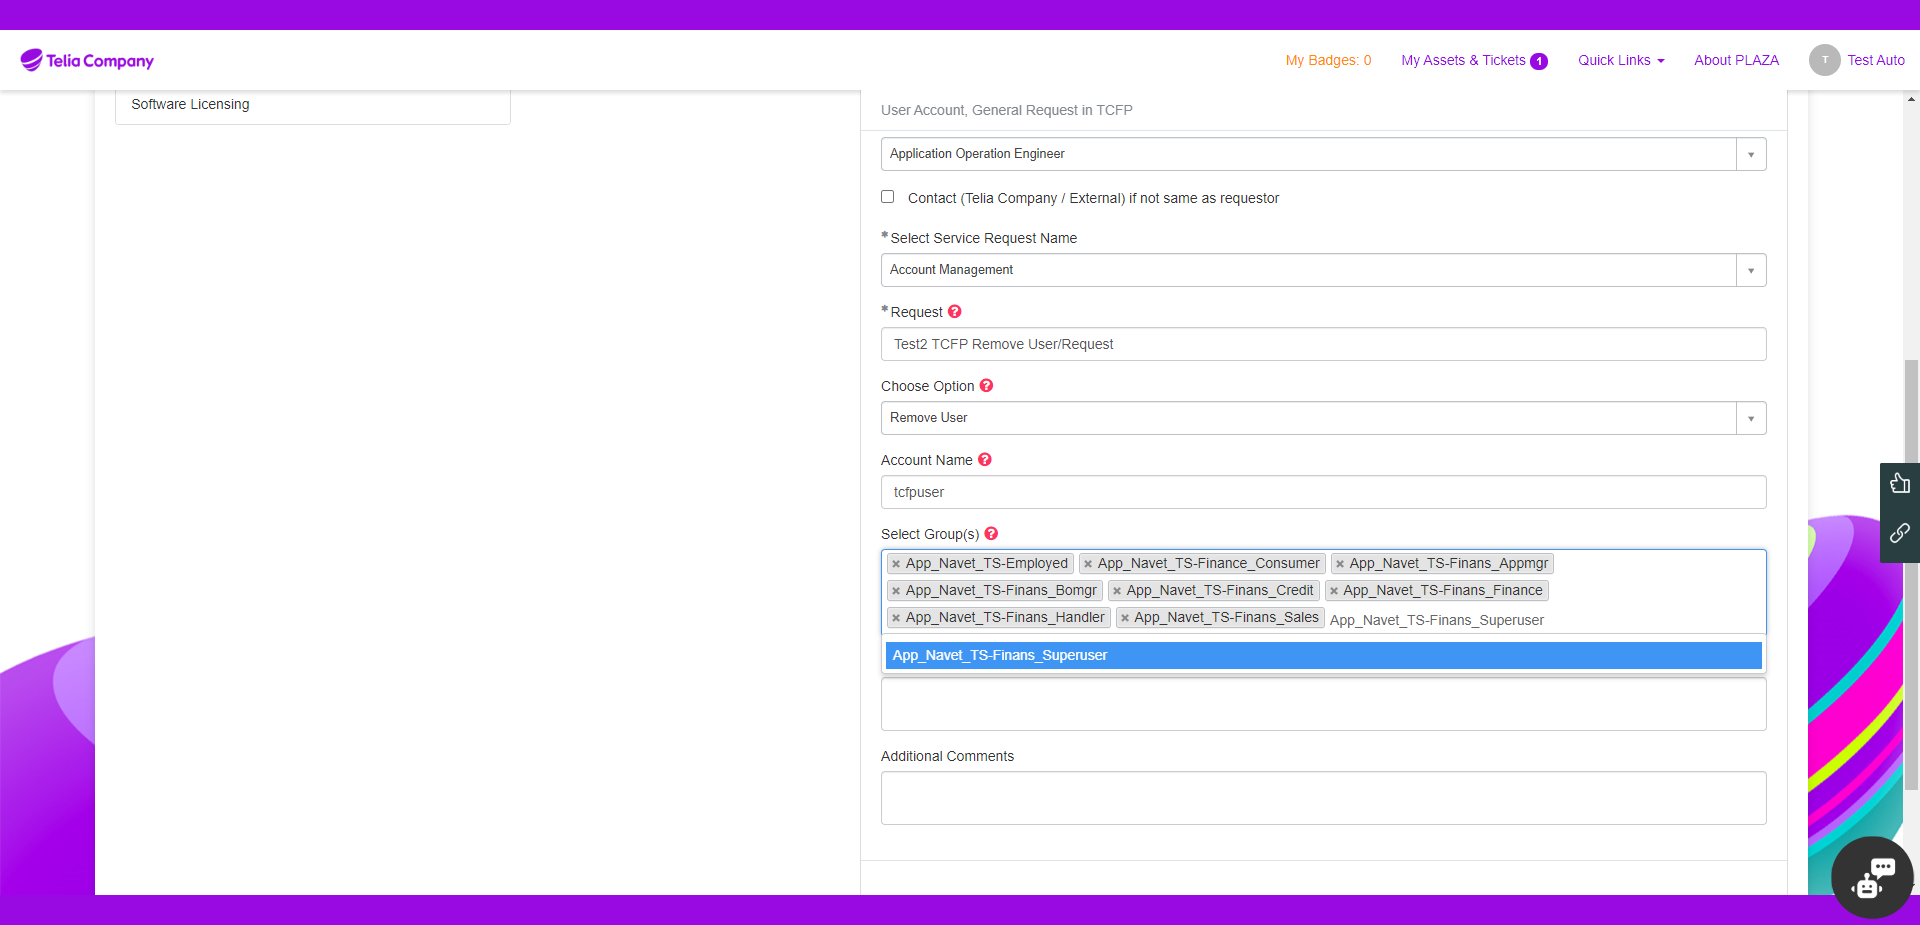 Telia Company
My Badges: 0
My Assets & Tickets 1
Quick Links
About PLAZA
T
Test Auto
Software Licensing
User Account, General Request in TCFP
Application Operation Engineer
Contact (Telia Company / External) if not same as requestor
*Select Service Request Name
Account Management
*Request ?
Test2 TCFP Remove User/Request
Choose Option ?
Remove User
Account Name ?
tcfpuser
Select Group(s) ?
× App_Navet_TS-Employed × App_Navet_TS-Finance_Consumer × App_Navet_TS-Finans_Appmgr
× App_Navet_TS-Finans_Bomgr × App_Navet_TS-Finans_Credit × App_Navet_TS-Finans_Finance
× App_Navet_TS-Finans_Handler × App_Navet_TS-Finans_Sales App_Navet_TS-Finans_Superuser
App_Navet_TS-Finans_Superuser
Additional Comments